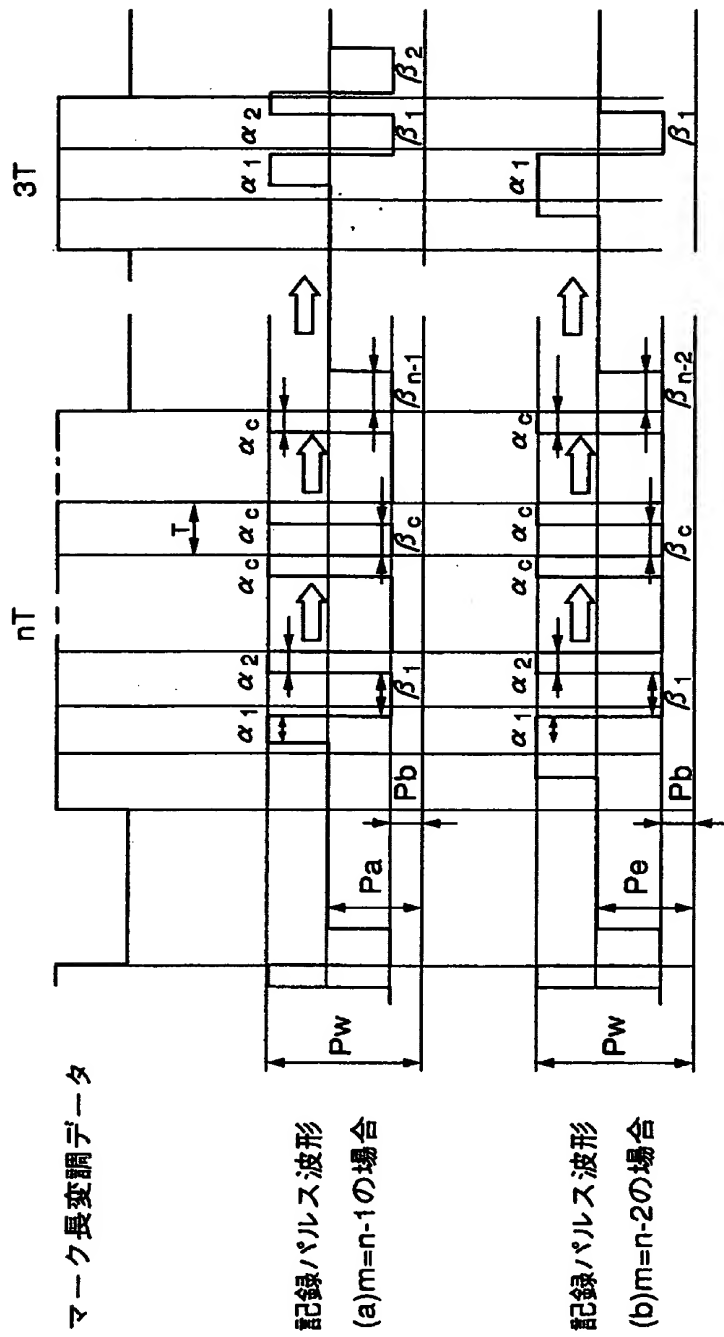 マーク長変調データ
nT
3T
T
記録パルス波形
(a)m=n-1の場合
Pw
Pa
Pb
α1
β1
α2
αc
βc
αc
αc
βn-1
α1
β1
α2
β2
記録パルス波形
(b)m=n-2の場合
Pw
Pe
Pb
α1
β1
α2
αc
βc
αc
αc
βn-2
α1
β1